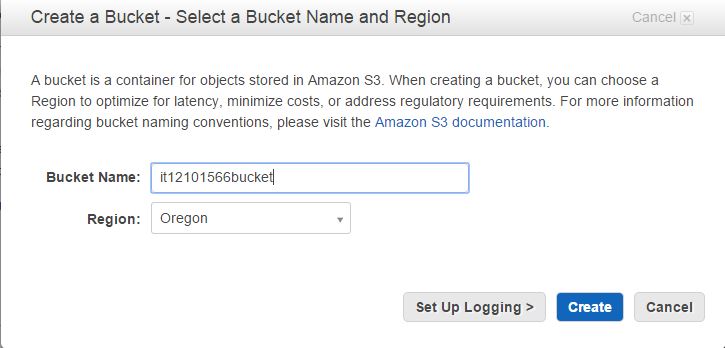 Create a Bucket - Select a Bucket Name and Region
Cancel
A bucket is a container for objects stored in Amazon S3. When creating a bucket, you can choose a
Region to optimize for latency, minimize costs, or address regulatory requirements. For more information
regarding bucket naming conventions, please visit the Amazon S3 documentation.
Bucket Name: it12101566bucket
Region: Oregon
Set Up Logging > Create Cancel